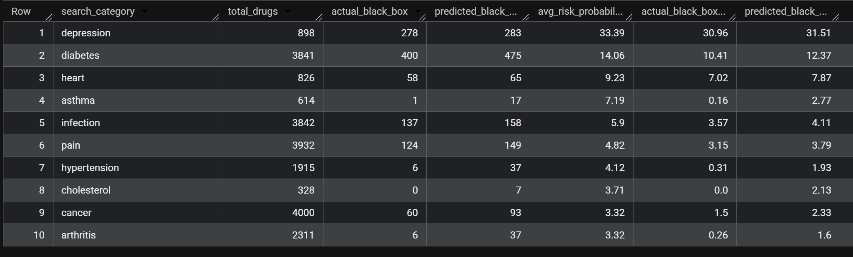 Row search_category total_drugs actual_black_box predicted_black_... avg_risk_probabil... actual_black_box... predicted_black_...
1 depression 898 278 283 33.39 30.96 31.51
2 diabetes 3841 400 475 14.06 10.41 12.37
3 heart 826 58 65 9.23 7.02 7.87
4 asthma 614 1 17 7.19 0.16 2.77
5 infection 3842 137 158 5.9 3.57 4.11
6 pain 3932 124 149 4.82 3.15 3.79
7 hypertension 1915 6 37 4.12 0.31 1.93
8 cholesterol 328 0 7 3.71 0.0 2.13
9 cancer 4000 60 93 3.32 1.5 2.33
10 arthritis 2311 6 37 3.32 0.26 1.6